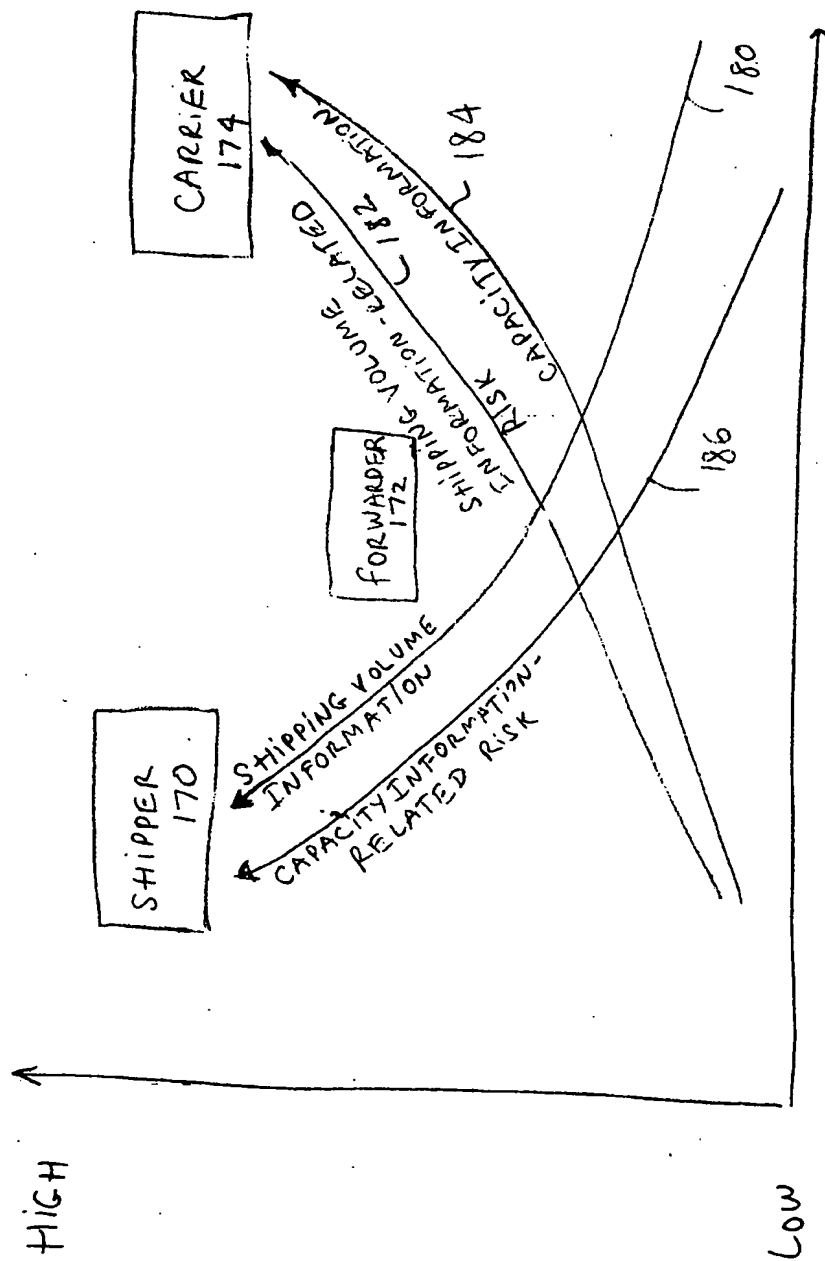 HIGH
LOW
SHIPPER
170
FORWARDER
172
CARRIER
174
SHIPPING VOLUME
INFORMATION
CAPACITY INFORMATION-
RELATED RISK
SHIPPING VOLUME
INFORMATION-RELATED
RISK
182
CAPACITY INFORMATION
184
180
186